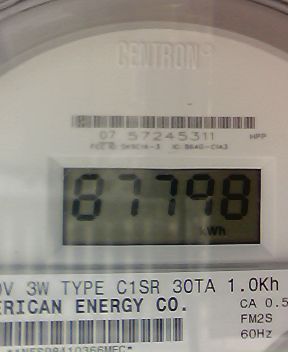 CENTRON®
07 57245311 HPP
87798
kWh
0V 3W TYPE C1SR 30TA 1.0Kh
ERICAN ENERGY CO.
CA 0.5
FM2S
60Hz